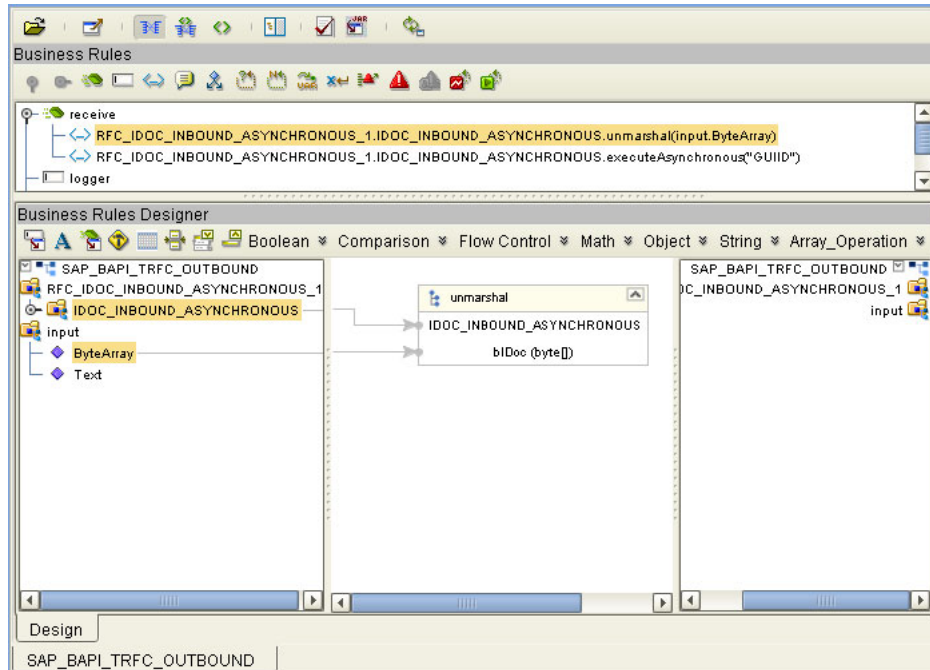 JAR
Business Rules
receive
RFC_IDOC_INBOUND_ASYNCHRONOUS_1.IDOC_INBOUND_ASYNCHRONOUS.unmarshal(input.ByteArray)
RFC_IDOC_INBOUND_ASYNCHRONOUS_1.IDOC_INBOUND_ASYNCHRONOUS.executeAsynchronous("GUIID")
logger
Business Rules Designer
A Boolean Comparison Flow Control Math Object String Array_Operation
SAP_BAPI_TRFC_OUTBOUND
RFC_IDOC_INBOUND_ASYNCHRONOUS_1
IDOC_INBOUND_ASYNCHRONOUS
input
ByteArray
Text
unmarshal
IDOC_INBOUND_ASYNCHRONOUS
bIDoc (byte[])
SAP_BAPI_TRFC_OUTBOUND
OC_INBOUND_ASYNCHRONOUS_1
input
Design
SAP_BAPI_TRFC_OUTBOUND